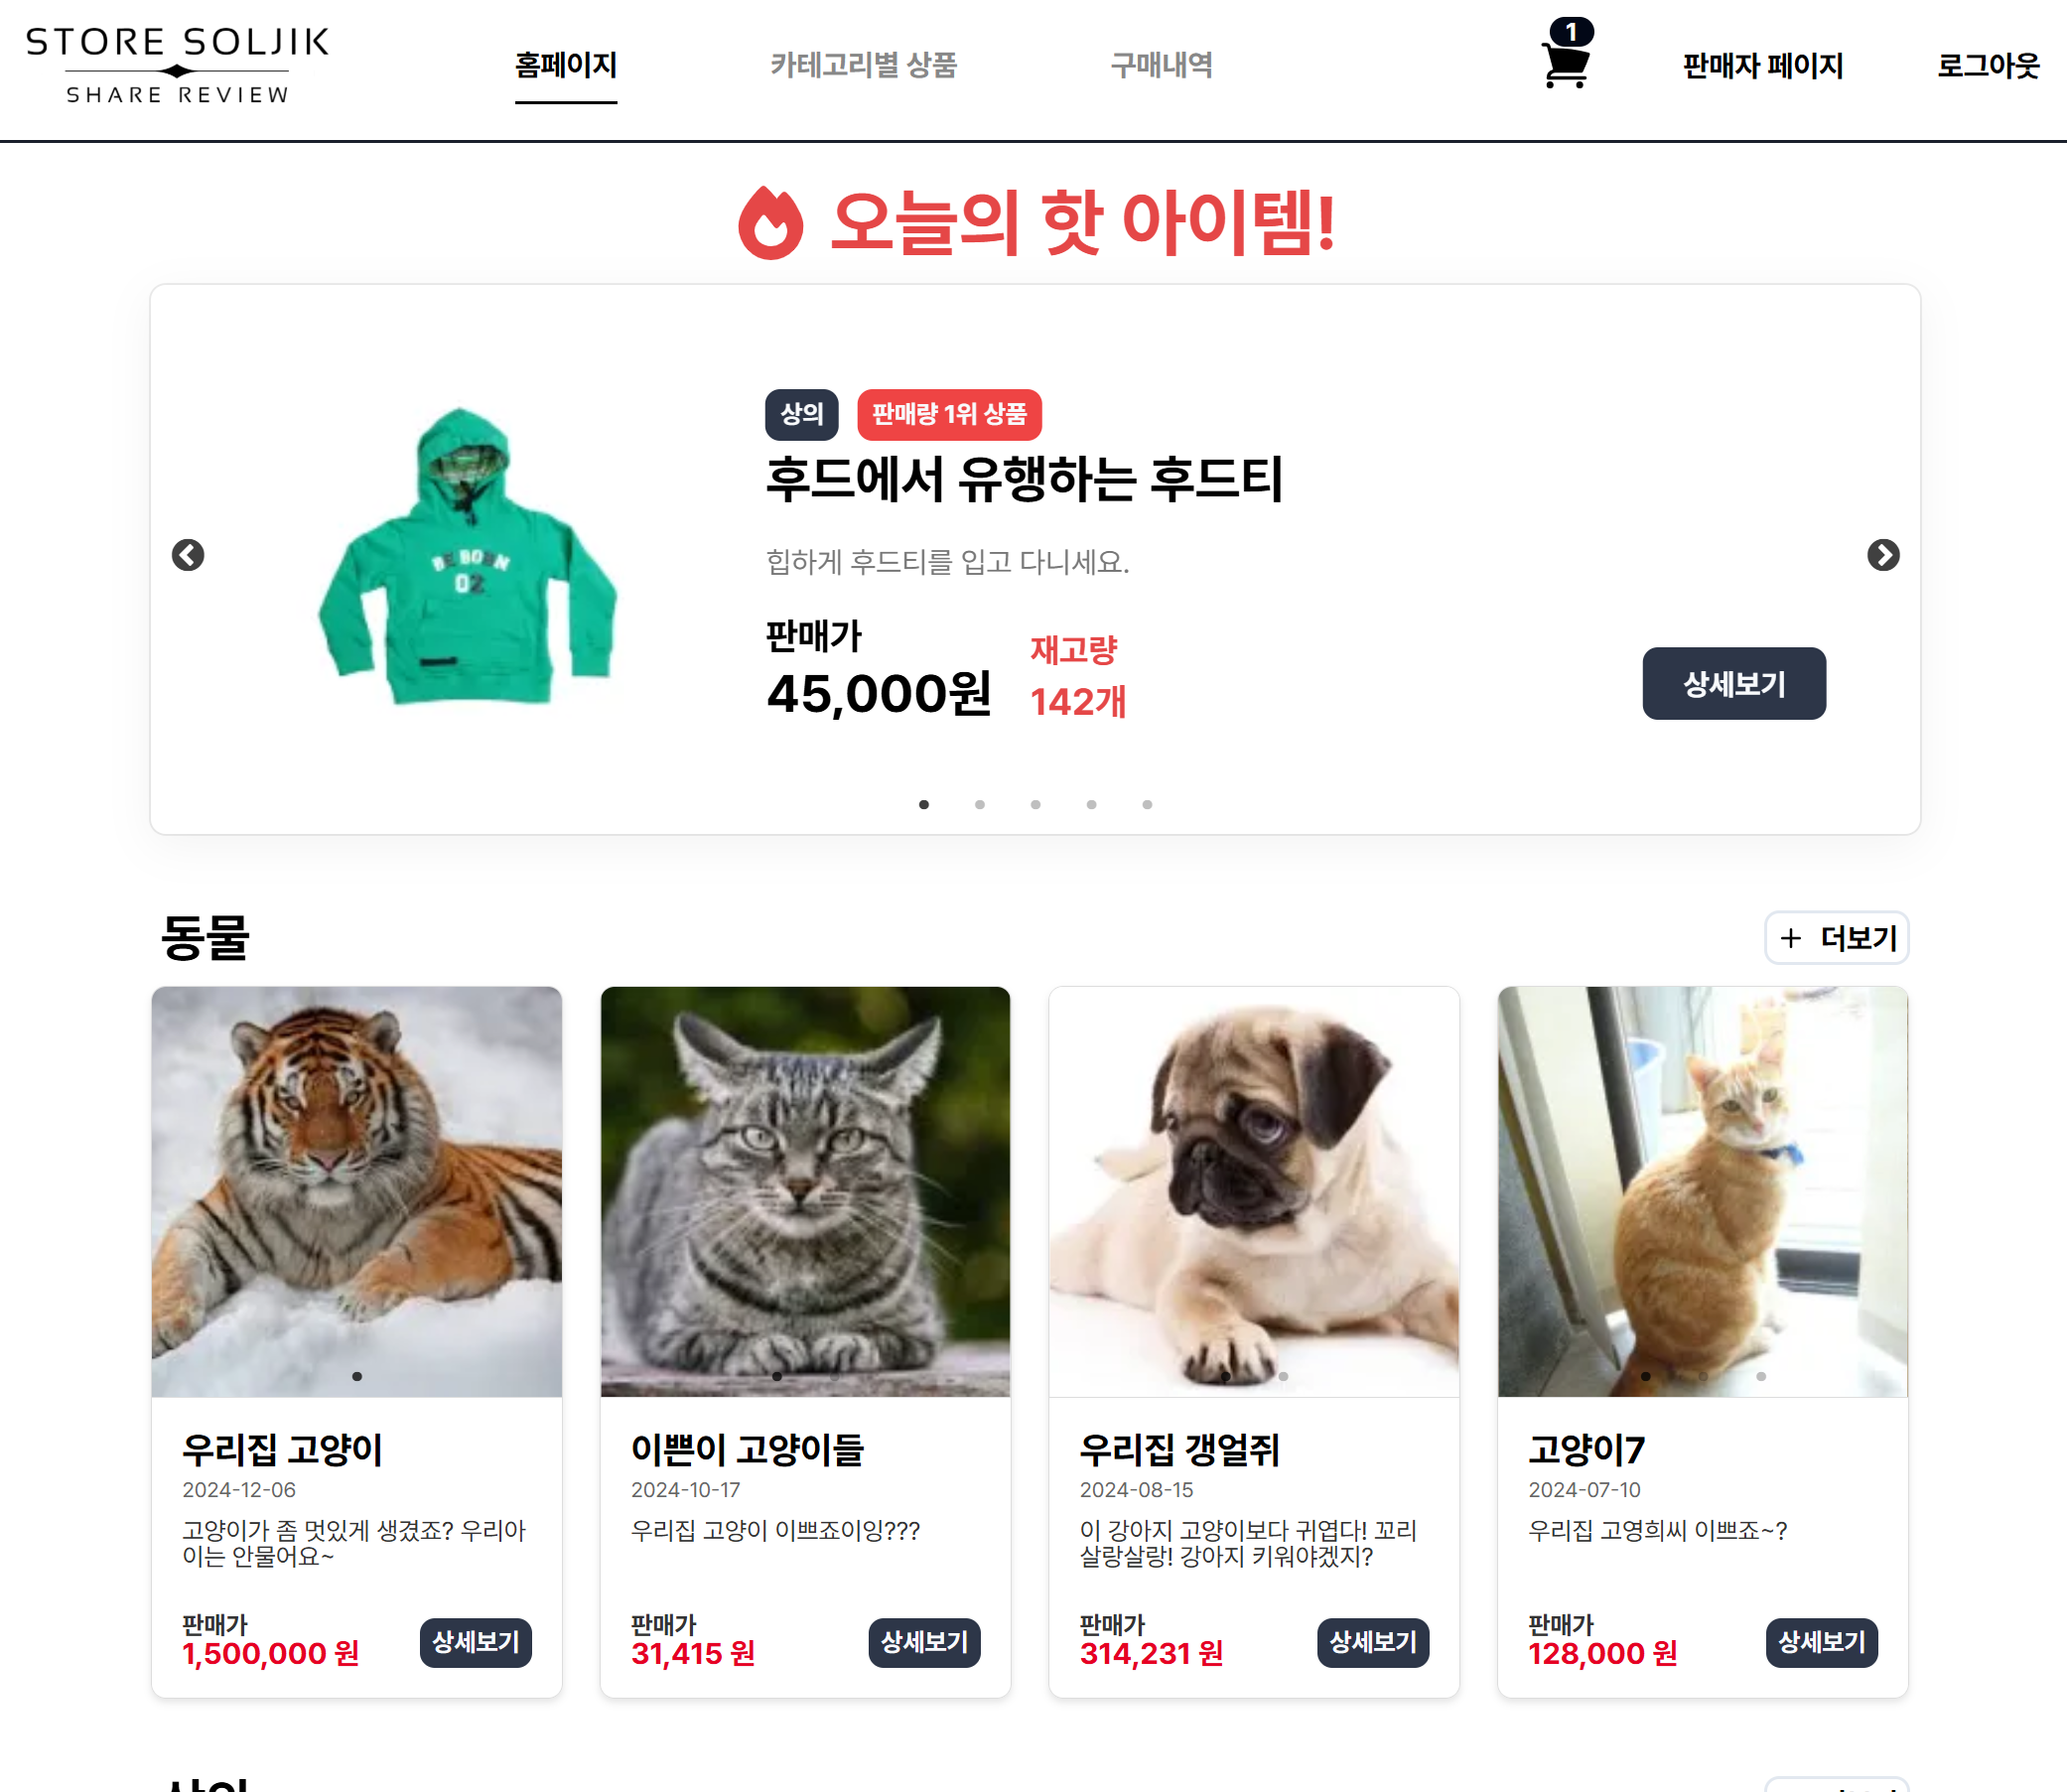 STORE SOLJIK
SHARE REVIEW
홈페이지
카테고리별 상품
구매내역
1
판매자 페이지
로그아웃
오늘의 핫 아이템!
상의
판매량 1위 상품
후드에서 유행하는 후드티
힙하게 후드티를 입고 다니세요.
판매가
45,000원
재고량
142개
상세보기
02
동물
+ 더보기
우리집 고양이
2024-12-06
고양이가 좀 멋있게 생겼죠? 우리아
이는 안물어요~
판매가
1,500,000 원
상세보기
이쁜이 고양이들
2024-10-17
우리집 고양이 이쁘죠이잉???
판매가
31,415 원
상세보기
우리집 갱얼쥐
2024-08-15
이 강아지 고양이보다 귀엽다! 꼬리
살랑살랑! 강아지 키워야겠지?
판매가
314,231 원
상세보기
고양이7
2024-07-10
우리집 고영희씨 이쁘죠~?
판매가
128,000 원
상세보기